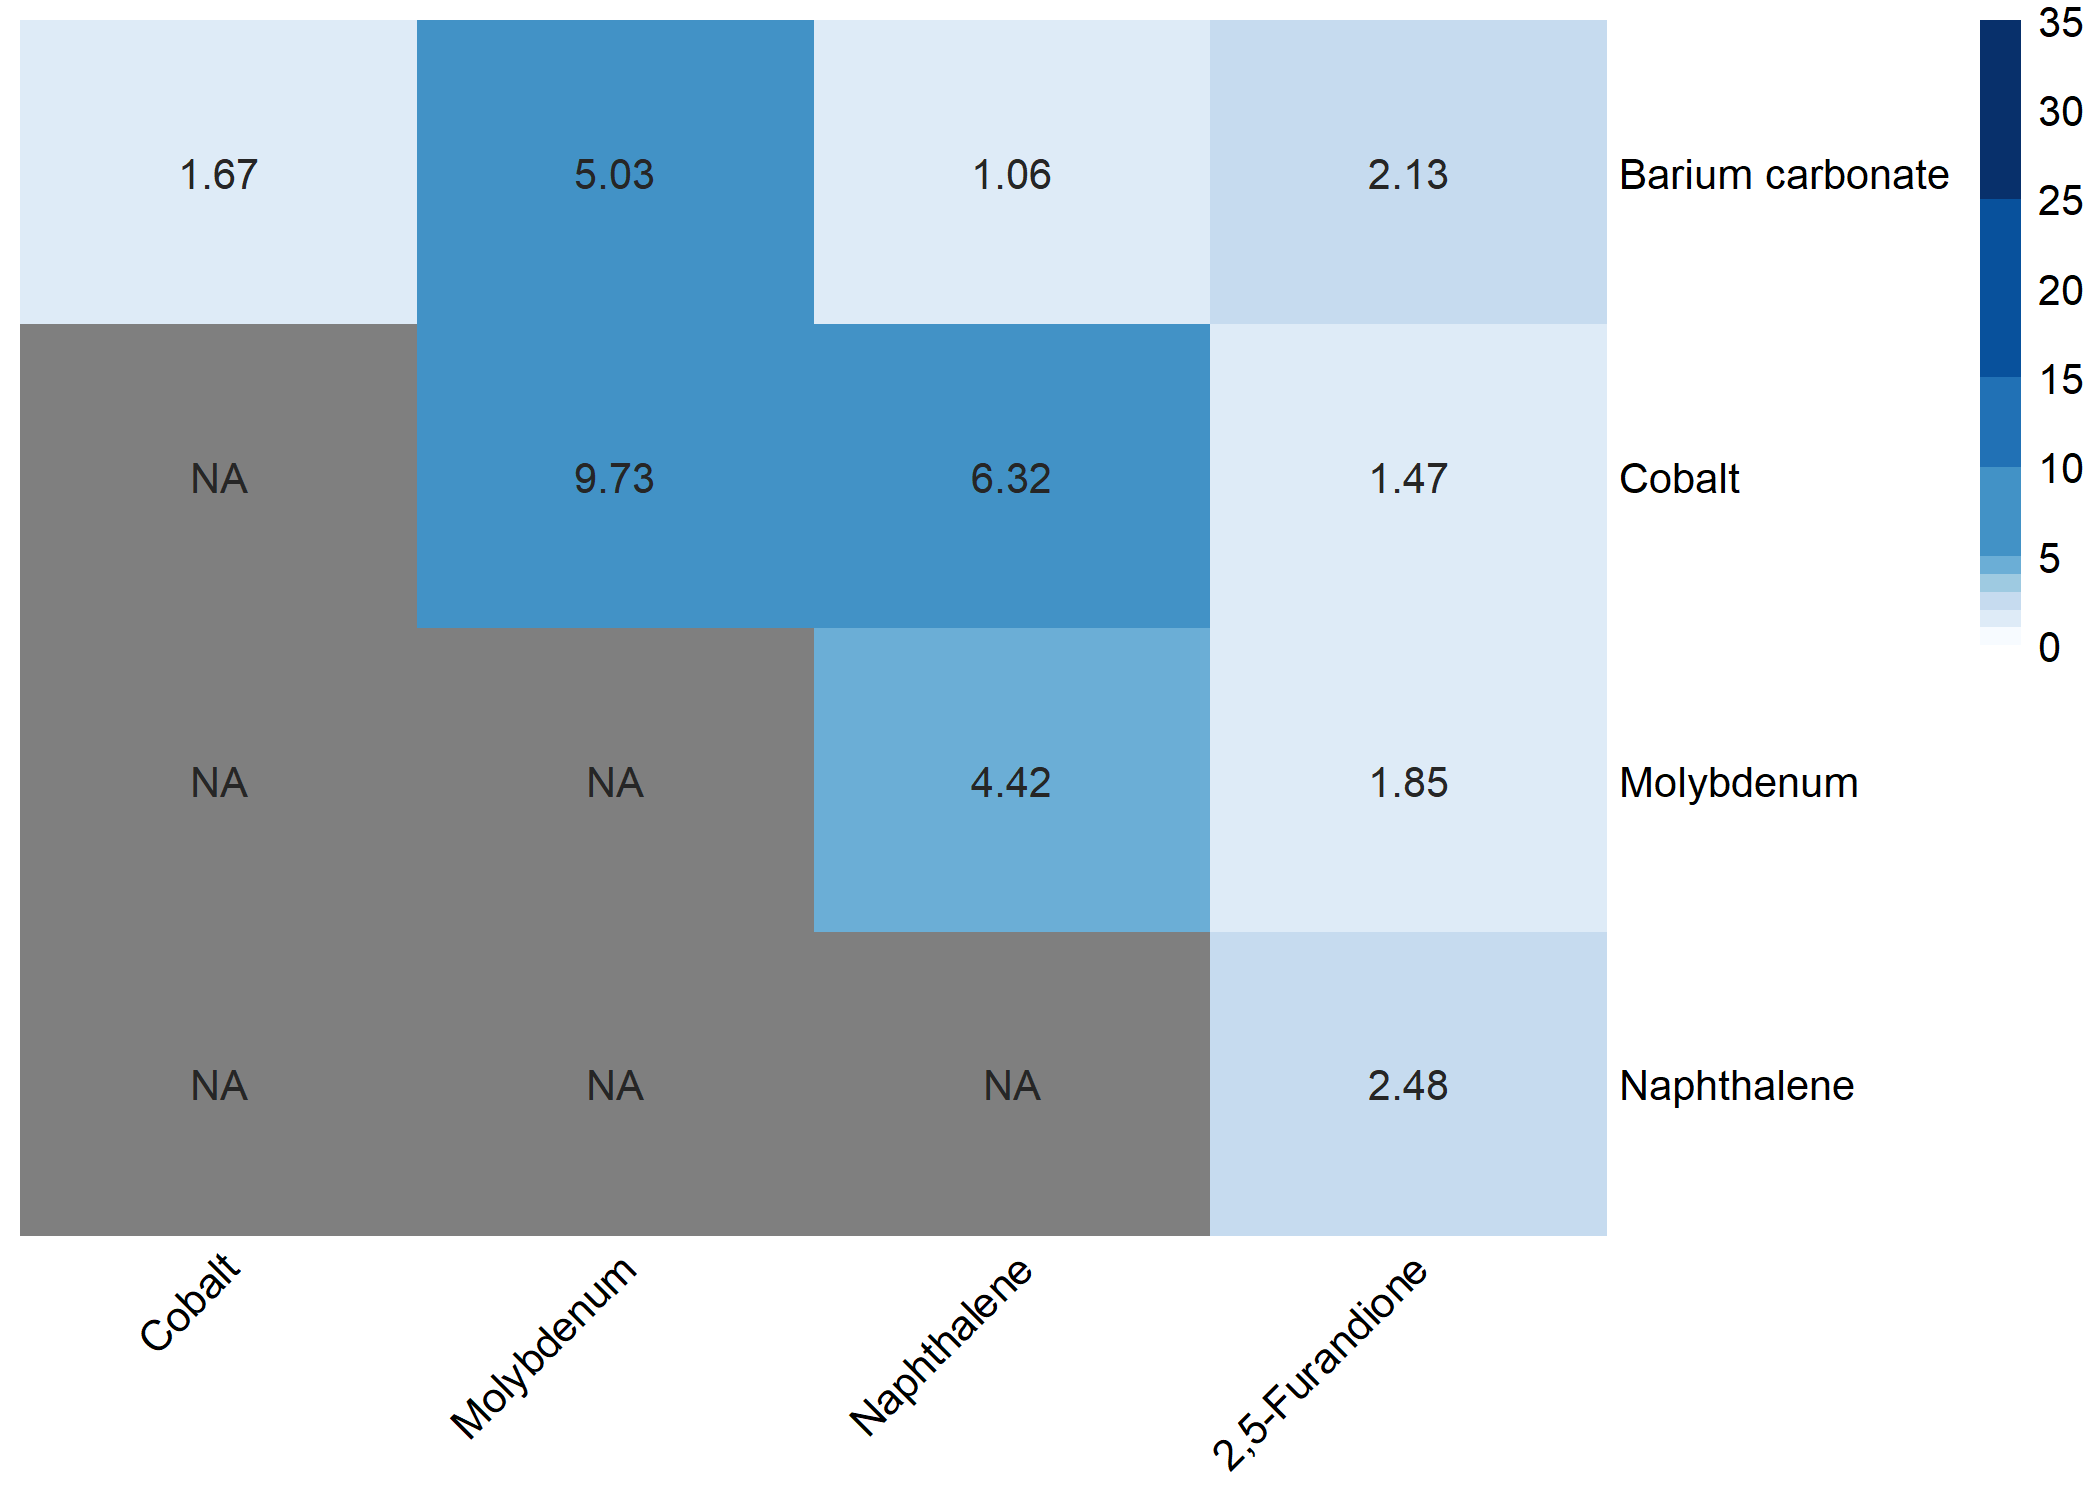 35
30
25
20
15
10
5
0
1.67 5.03 1.06 2.13 Barium carbonate
NA 9.73 6.32 1.47 Cobalt
NA NA 4.42 1.85 Molybdenum
NA NA NA 2.48 Naphthalene
Cobalt Molybdenum Naphthalene 2,5-Furandione